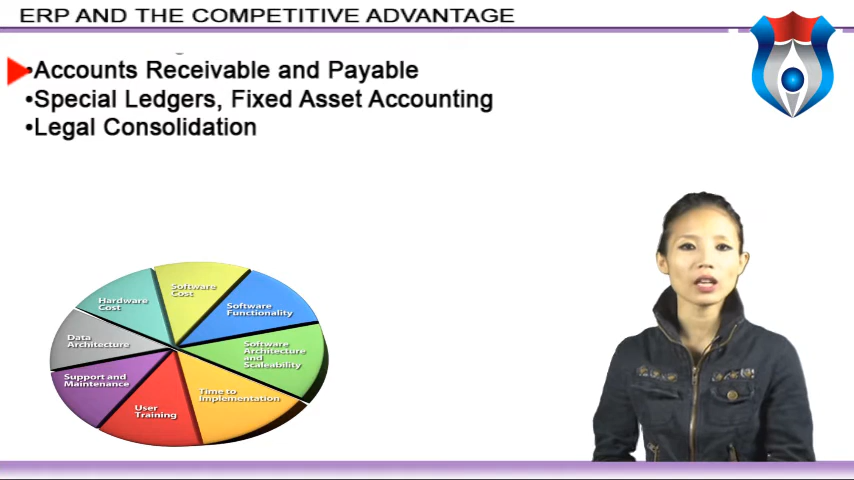 ERP AND THE COMPETITIVE ADVANTAGE
•Accounts Receivable and Payable
•Special Ledgers, Fixed Asset Accounting
•Legal Consolidation
Software
Cost
Hardware
Cost
Software
Functionality
Data
Architecture
Software
Architecture
and
Scaleability
Support and
Maintenance
Time to
Implementation
User
Training